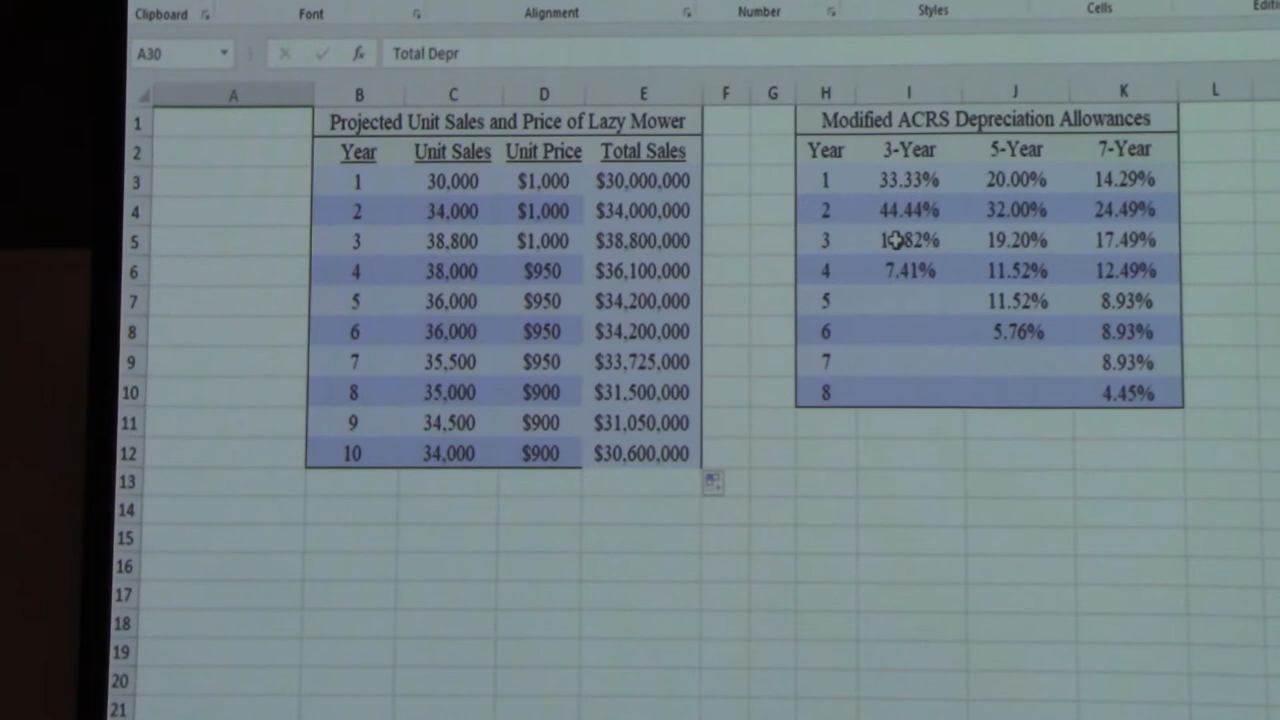 Clipboard Font Alignment Number Styles Cells
A30 fx Total Depr
A B C D E F G H I J K L
1 Projected Unit Sales and Price of Lazy Mower Modified ACRS Depreciation Allowances
2 Year Unit Sales Unit Price Total Sales Year 3-Year 5-Year 7-Year
3 1 30,000 $1,000 $30,000,000 1 33.33% 20.00% 14.29%
4 2 34,000 $1,000 $34,000,000 2 44.44% 32.00% 24.49%
5 3 38,800 $1,000 $38,800,000 3 19.20% 17.49%
6 4 38,000 $950 $36,100,000 4 7.41% 11.52% 12.49%
7 5 36,000 $950 $34,200,000 5 11.52% 8.93%
8 6 36,000 $950 $34,200,000 6 5.76% 8.93%
9 7 35,500 $950 $33,725,000 7 8.93%
10 8 35,000 $900 $31,500,000 8 4.45%
11 9 34,500 $900 $31,050,000
12 10 34,000 $900 $30,600,000
13
14
15
16
17
18
19
20
21